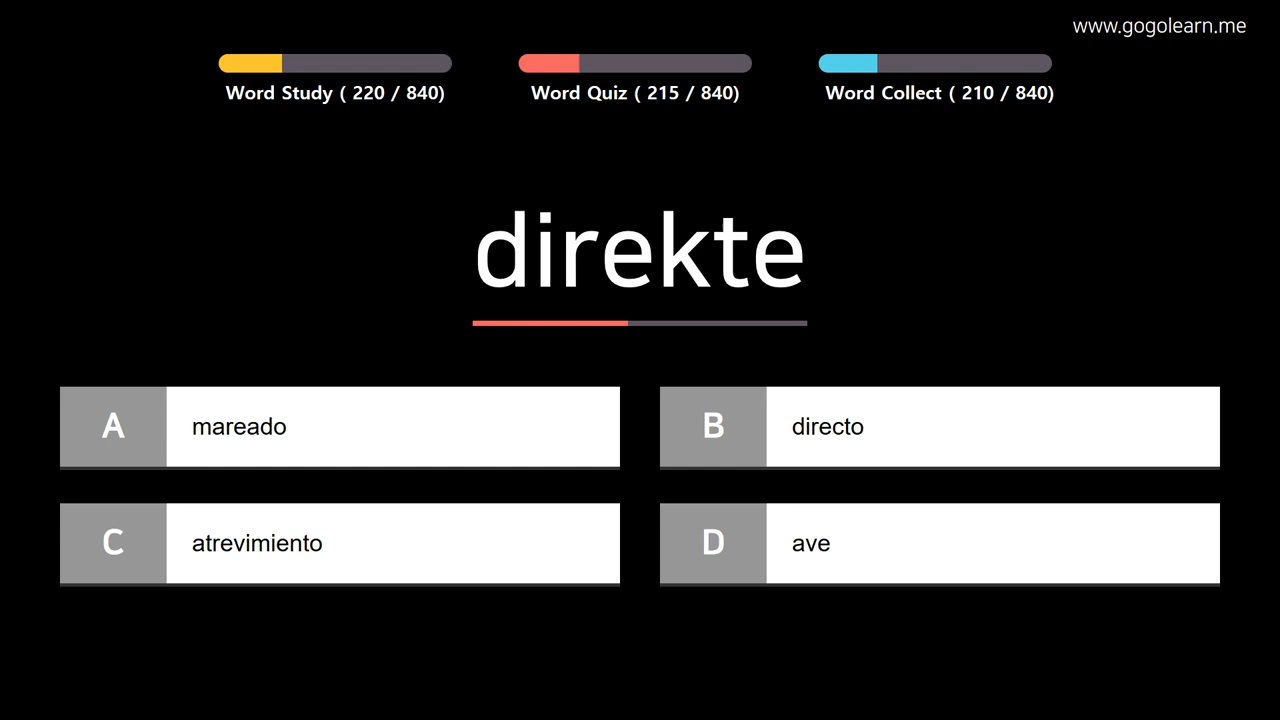 www.gogolearn.me
Word Study ( 220 / 840)
Word Quiz ( 215 / 840)
Word Collect ( 210 / 840)
direkte
A mareado
B directo
C atrevimiento
D ave